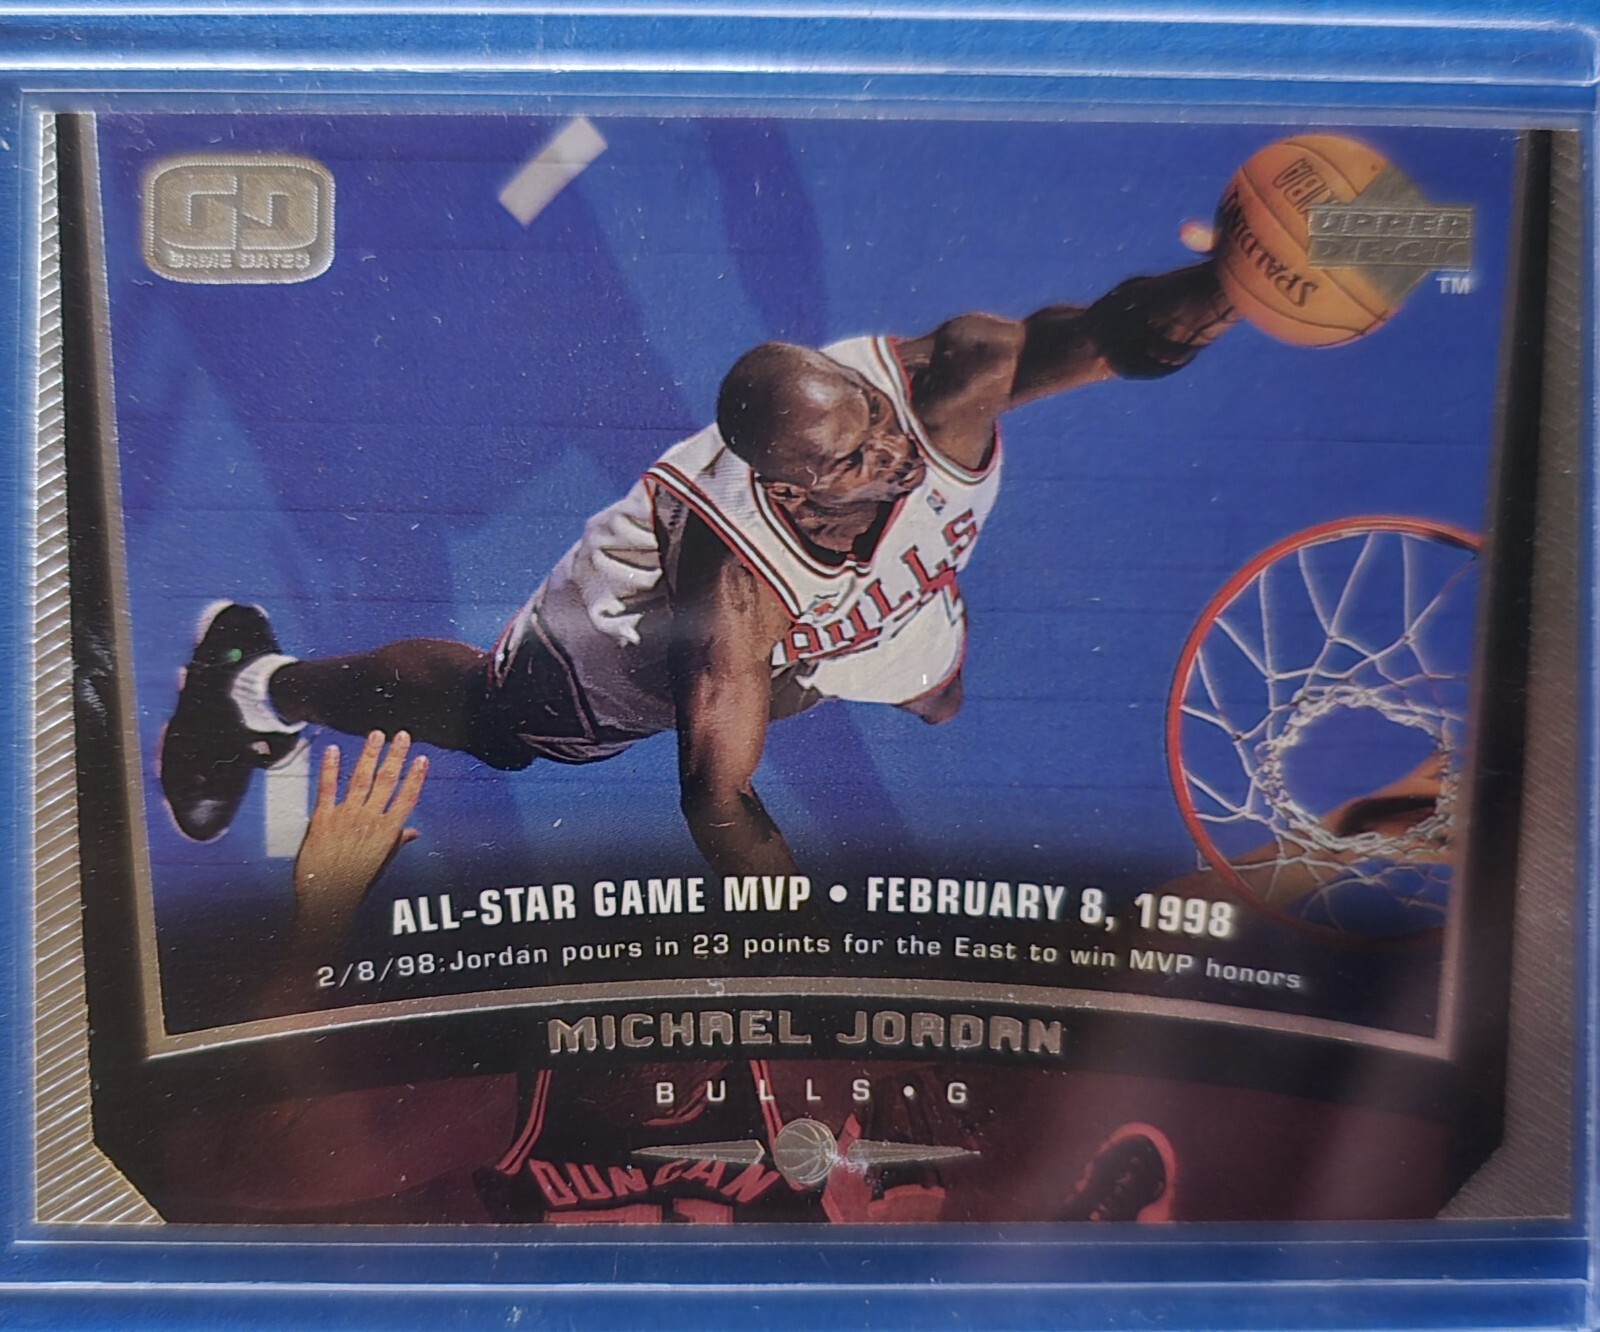 GD
GAME DATED
SPALDING
UPPER
DECK
TM
BULLS
ALL-STAR GAME MVP • FEBRUARY 8, 1998
2/8/98:Jordan pours in 23 points for the East to win MVP honors
MICHAEL JORDAN
BULLS • G
DUNCAN
21